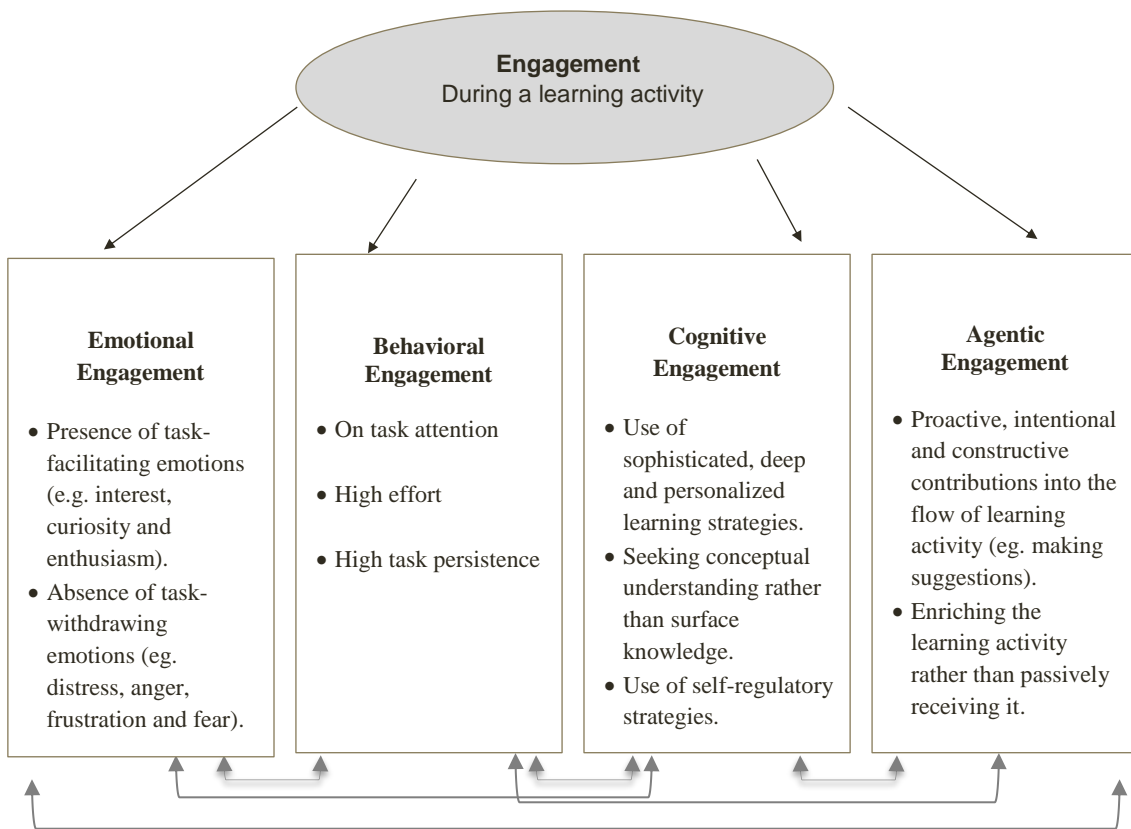 Engagement
During a learning activity
Emotional
Engagement
• Presence of task-
facilitating emotions
(e.g. interest,
curiosity and
enthusiasm).
• Absence of task-
withdrawing
emotions (eg.
distress, anger,
frustration and fear).
Behavioral
Engagement
• On task attention
• High effort
• High task persistence
Cognitive
Engagement
• Use of
sophisticated, deep
and personalized
learning strategies.
• Seeking conceptual
understanding rather
than surface
knowledge.
• Use of self-regulatory
strategies.
Agentic
Engagement
• Proactive, intentional
and constructive
contributions into the
flow of learning
activity (eg. making
suggestions).
• Enriching the
learning activity
rather than passively
receiving it.